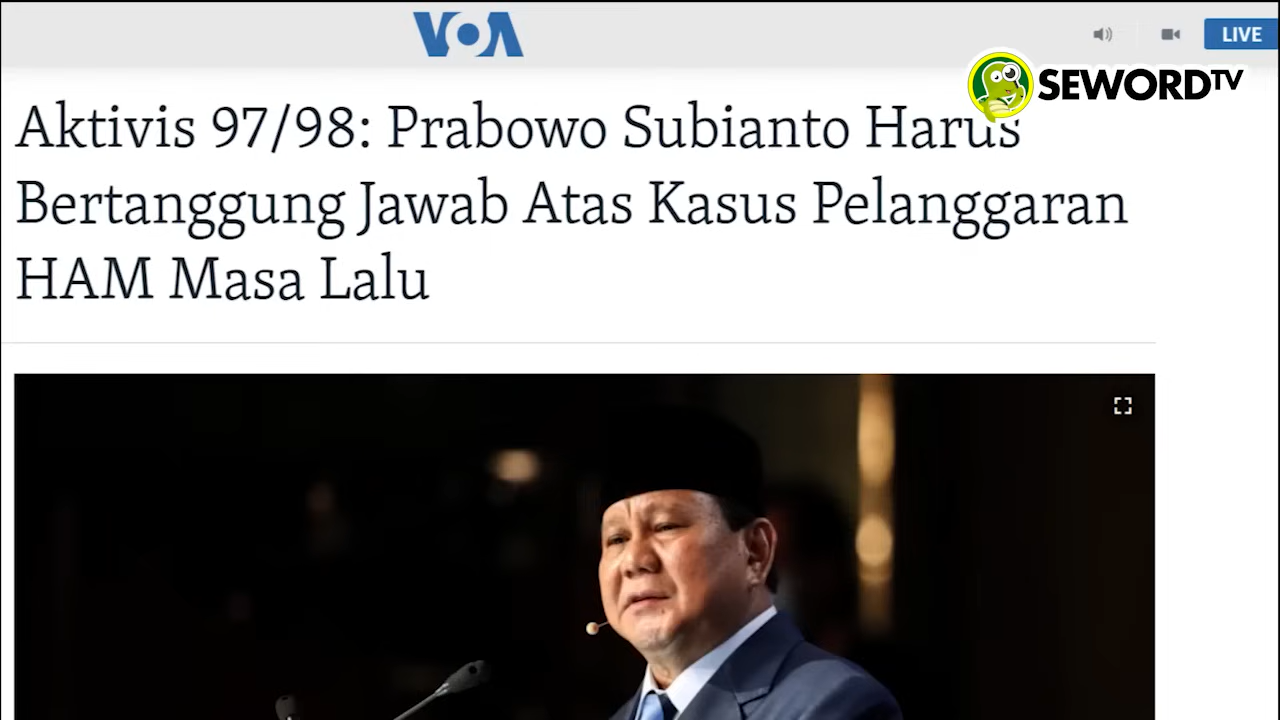 VOA
LIVE
SEWORDTV
Aktivis 97/98: Prabowo Subianto Harus
Bertanggung Jawab Atas Kasus Pelanggaran
HAM Masa Lalu